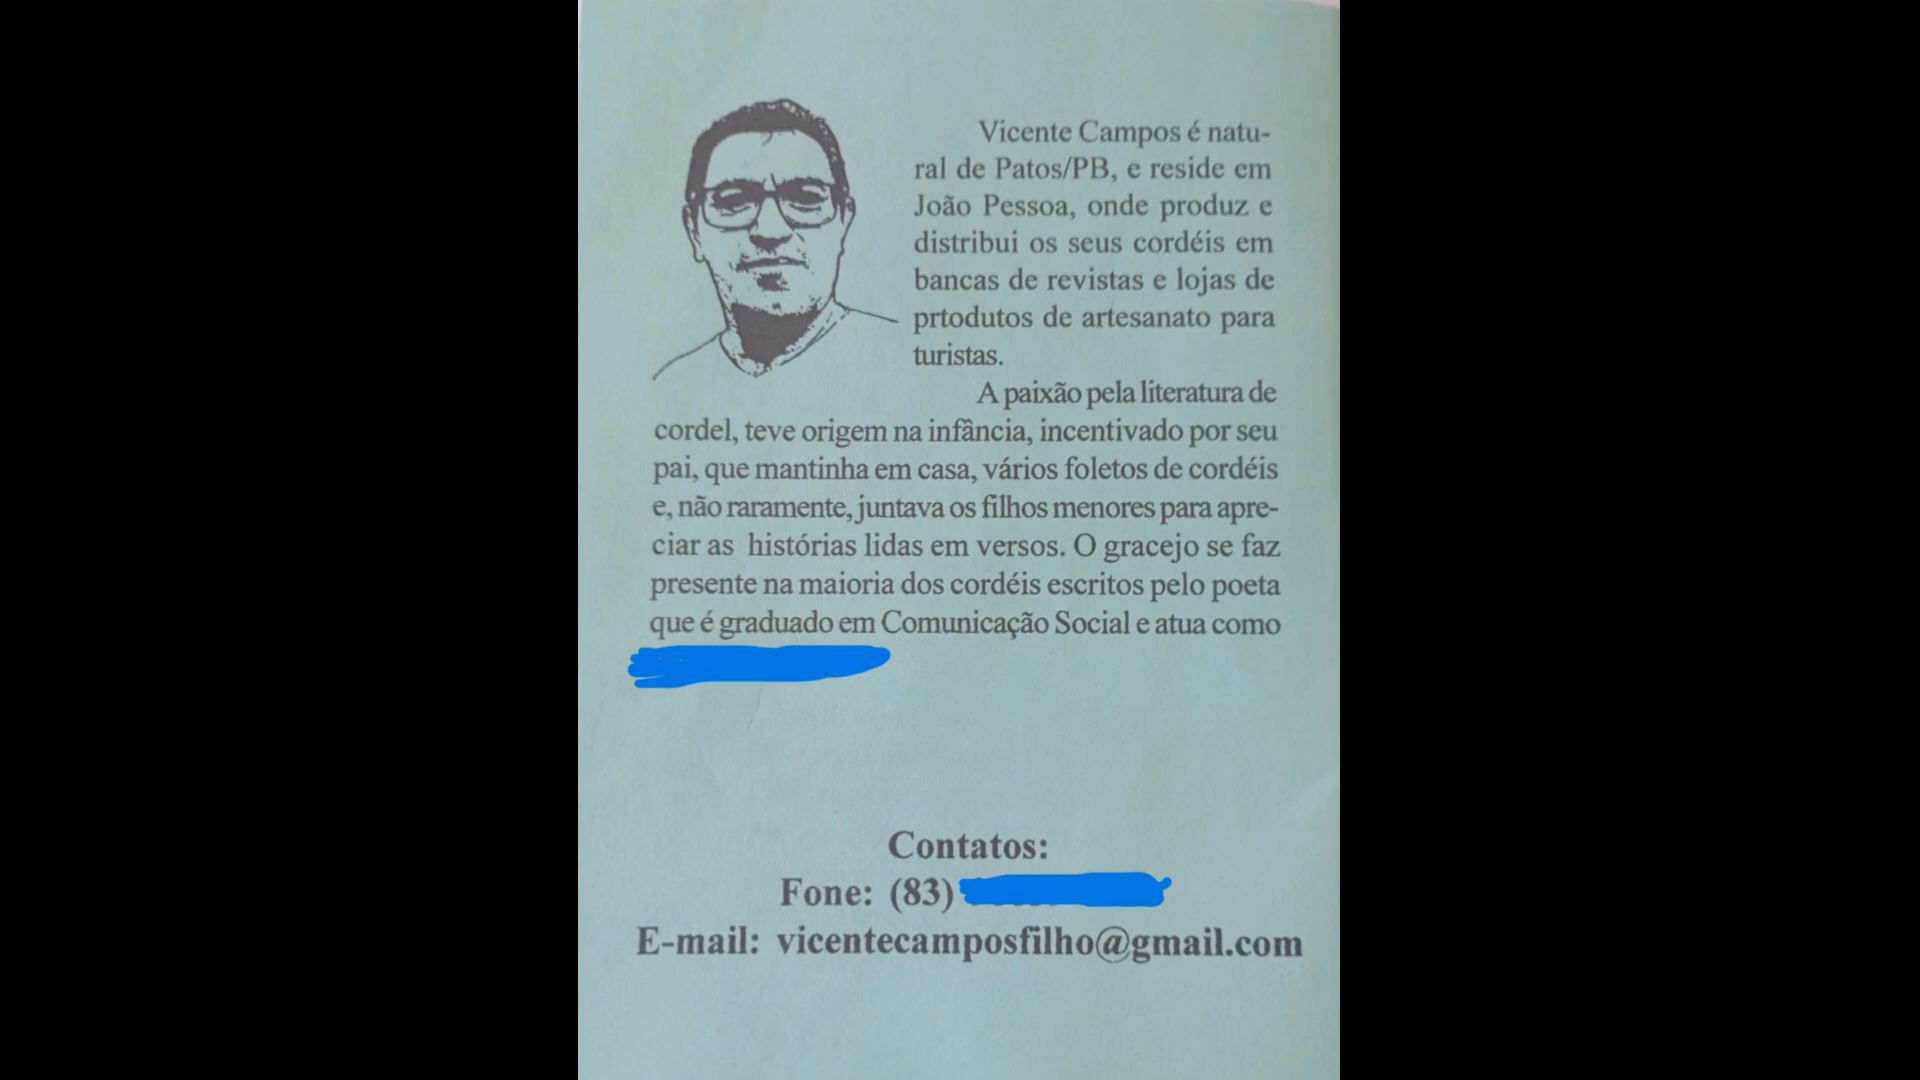 Vicente Campos é natu-
ral de Patos/PB, e reside em
João Pessoa, onde produz e
distribui os seus cordéis em
bancas de revistas e lojas de
prtodutos de artesanato para
turistas.
A paixão pela literatura de
cordel, teve origem na infância, incentivado por seu
pai, que mantinha em casa, vários foletos de cordéis
e, não raramente, juntava os filhos menores para apre-
ciar as histórias lidas em versos. O gracejo se faz
presente na maioria dos cordéis escritos pelo poeta
que é graduado em Comunicação Social e atua como
Contatos:
Fone: (83)
E-mail: vicentecamposfilho@gmail.com